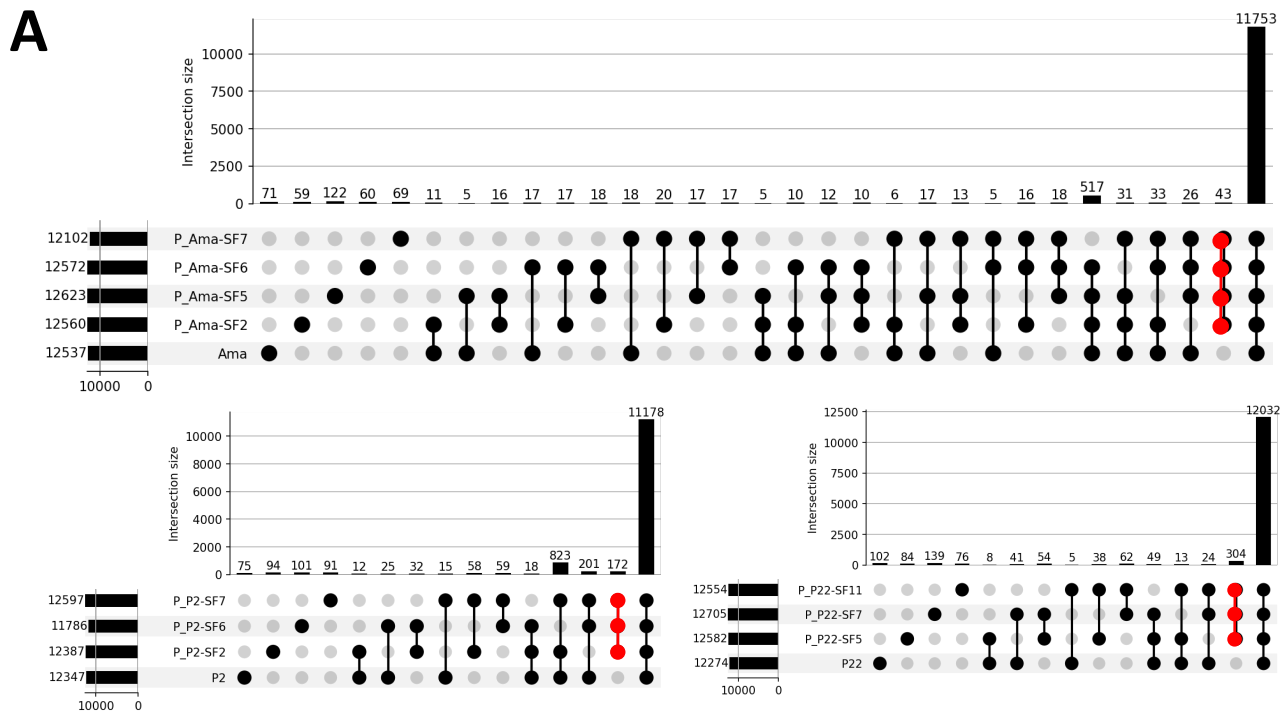 A
11753
10000
7500
5000
2500
0
Intersection size
71 59 122 60 69 11 5 16 17 17 18 18 20 17 17 5 10 12 10 6 17 13 5 16 18 517 31 33 26 43
12102 P_Ama-SF7
12572 P_Ama-SF6
12623 P_Ama-SF5
12560 P_Ama-SF2
12537 Ama
10000 0
11178
10000
8000
6000
4000
2000
0
Intersection size
75 94 101 91 12 25 32 15 58 59 18 823 201 172
12597 P_P2-SF7
11786 P_P2-SF6
12387 P_P2-SF2
12347 P2
10000 0
12032
12500
10000
7500
5000
2500
0
Intersection size
102 84 139 76 8 41 54 5 38 62 49 13 24 304
12554 P_P22-SF11
12705 P_P22-SF7
12582 P_P22-SF5
12274 P22
10000 0